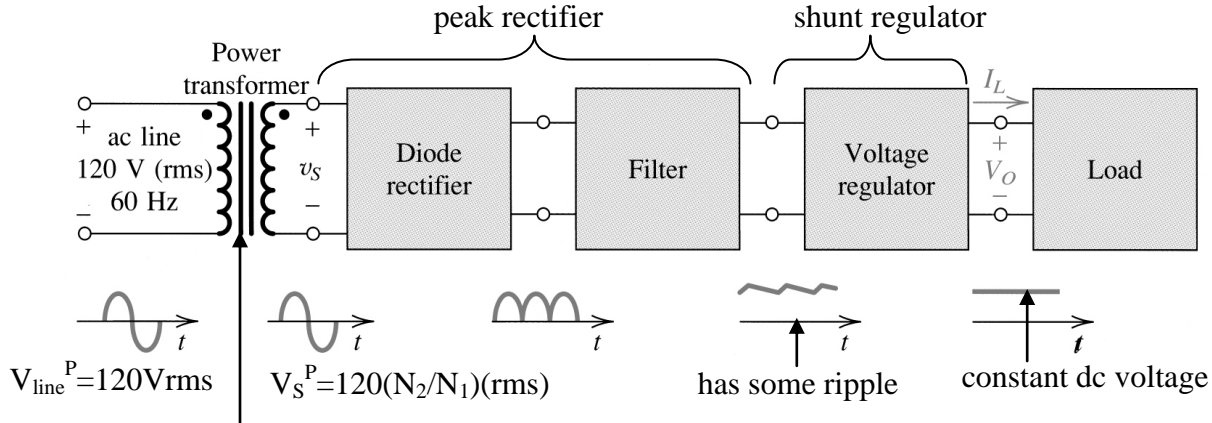 peak rectifier
shunt regulator
Power
transformer
+
ac line
120 V (rms)
60 Hz
−
+
v_S
−
Diode
rectifier
Filter
Voltage
regulator
I_L
+
V_O
−
Load
t
t
t
t
t
V_line^P=120Vrms
V_S^P=120(N_2/N_1)(rms)
has some ripple
constant dc voltage